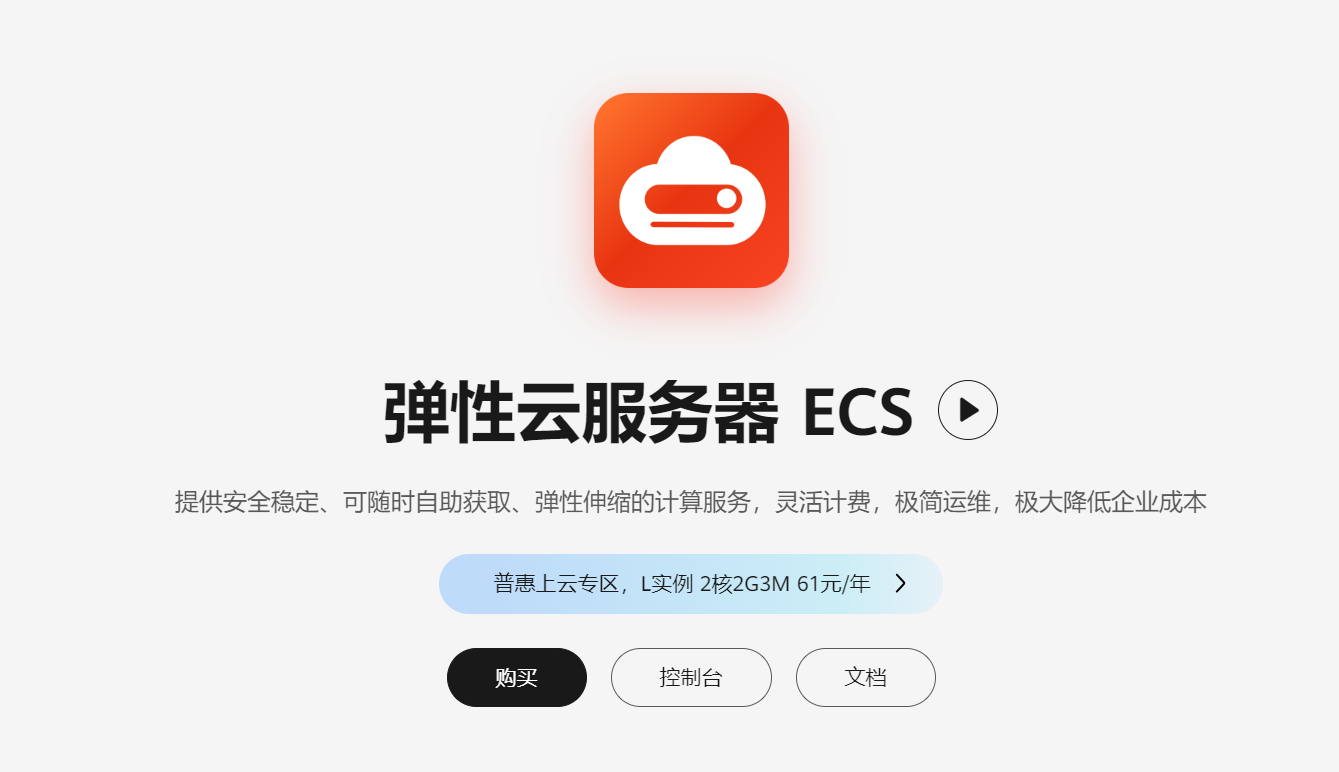 弹性云服务器 ECS
提供安全稳定、可随时自助获取、弹性伸缩的计算服务，灵活计费，极简运维，极大降低企业成本
普惠上云专区，L实例 2核2G3M 61元/年
购买 控制台 文档